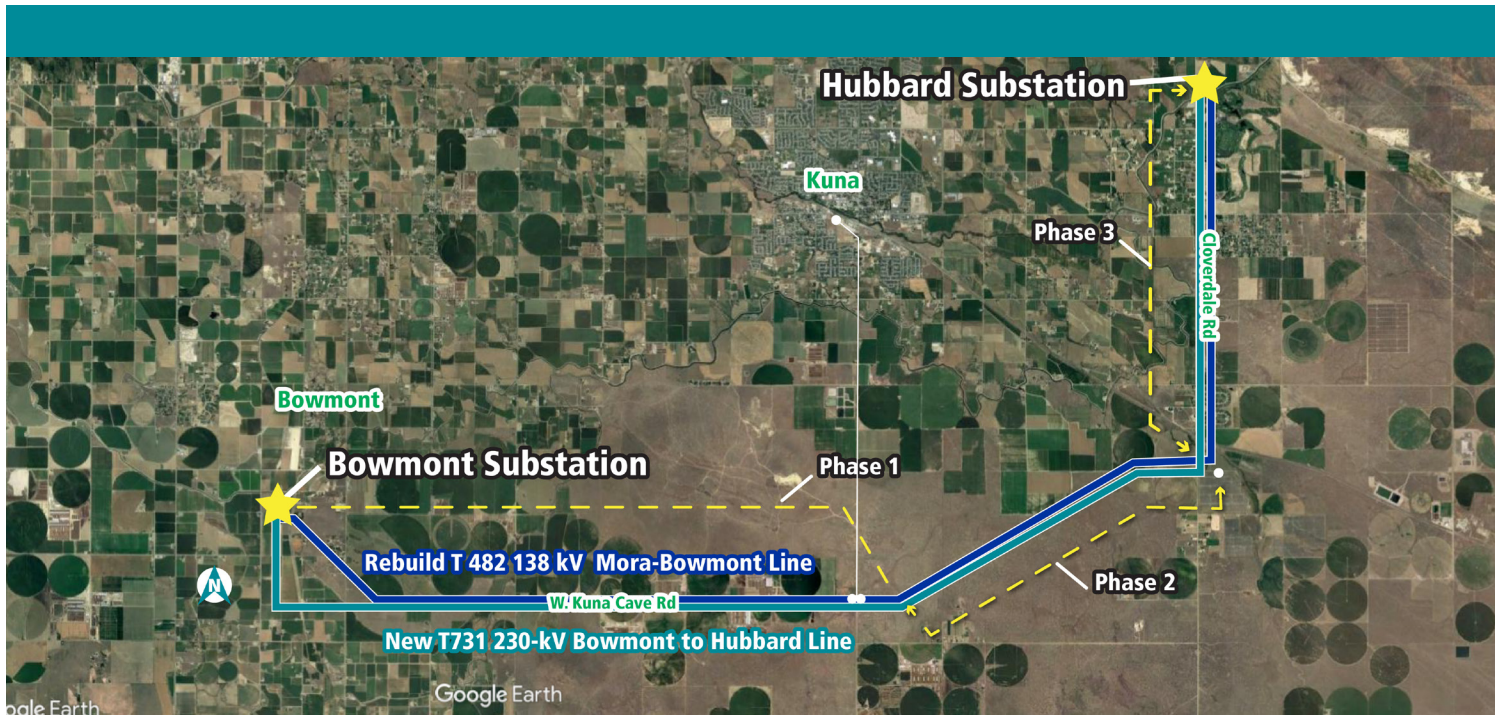 Hubbard Substation
Kuna
Phase 3
Cloverdale Rd
Bowmont
Bowmont Substation
Phase 1
Rebuild T 482 138 kV Mora-Bowmont Line
N
Phase 2
W. Kuna Cave Rd
New T731 230-kV Bowmont to Hubbard Line
Google Earth
ogle Earth